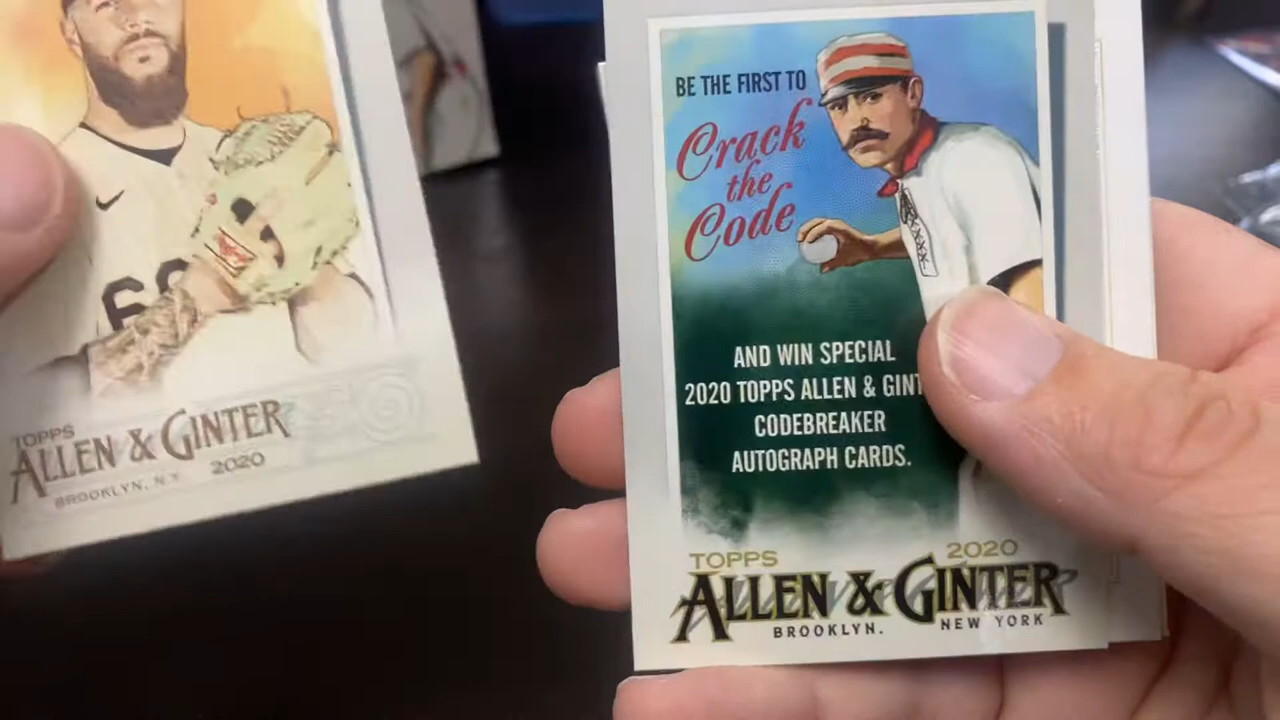 60
TOPPS
ALLEN & GINTER
BROOKLYN, N.Y. 2020
BE THE FIRST TO
Crack
the
Code
AND WIN SPECIAL
2020 TOPPS ALLEN & GINT
CODEBREAKER
AUTOGRAPH CARDS.
TOPPS 2020
ALLEN & GINTER
BROOKLYN. NEW YORK